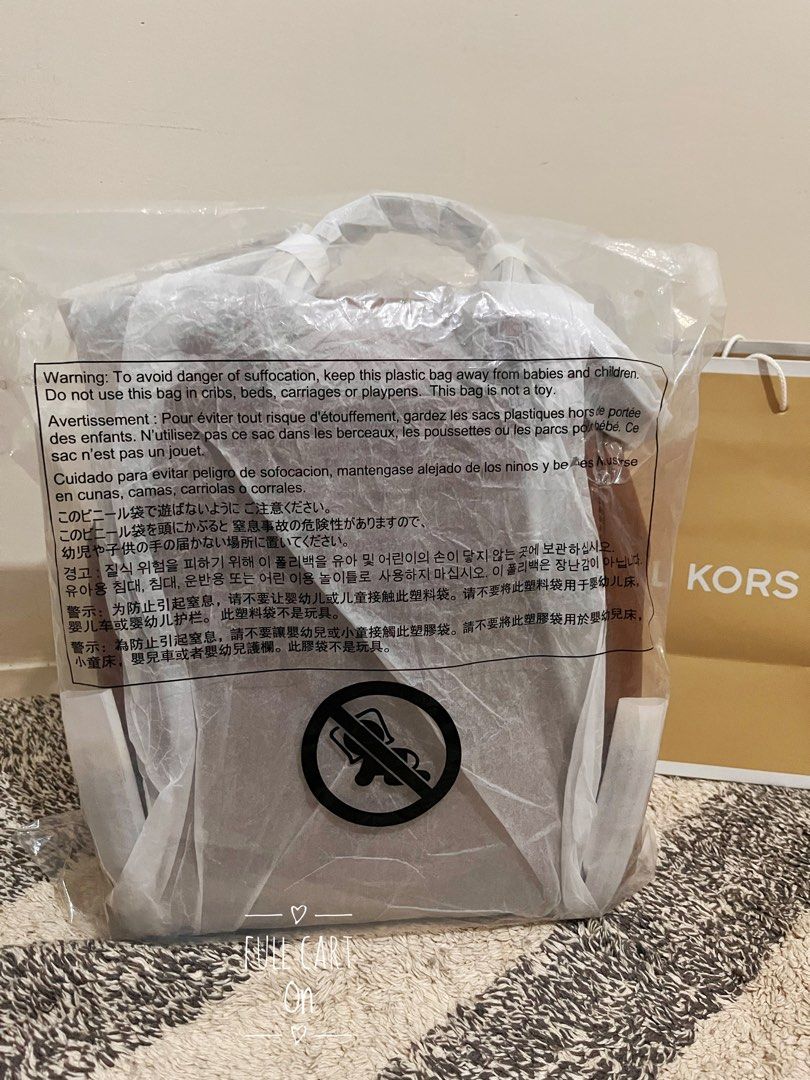 Warning: To avoid danger of suffocation, keep this plastic bag away from babies and children.
Do not use this bag in cribs, beds, carriages or playpens. This bag is not a toy.
Avertissement : Pour éviter tout risque d'étouffement, gardez les sacs plastiques hors de portée
des enfants. N'utilisez pas ce sac dans les berceaux, les poussettes ou les parcs pour bébé. Ce
sac n'est pas un jouet.
Cuidado para evitar peligro de sofocacion, mantengase alejado de los ninos y
en cunas, camas, carriolas o corrales.
このビニール袋で遊ばないように ご注意ください。
このビニール袋を頭にかぶると 窒息事故の危険性がありますので、
幼児や子供の手の届かない場所に置いてください。
경고 : 질식 위험을 피하기 위해 이 폴리백을 유아 및 어린이의 손이 닿지 않는 곳에 보관하십시오.
유아용 침대, 침대, 운반용 또는 어린 이용 놀이틀로 사용하지 마십시오. 이 폴리백은 장난감이 아닙니다.
警示：为防止引起窒息，请不要让婴幼儿或儿童接触此塑料袋。请不要将此塑料袋用于婴幼儿床，
婴儿车或婴幼儿护栏。此塑料袋不是玩具。
警示：為防止引起窒息，請不要讓嬰幼兒或小童接觸此塑膠袋。請不要將此塑膠袋用於嬰幼兒床，
小童床，嬰兒車或者嬰幼兒護欄。此膠袋不是玩具。
L KORS
FULL CART
On